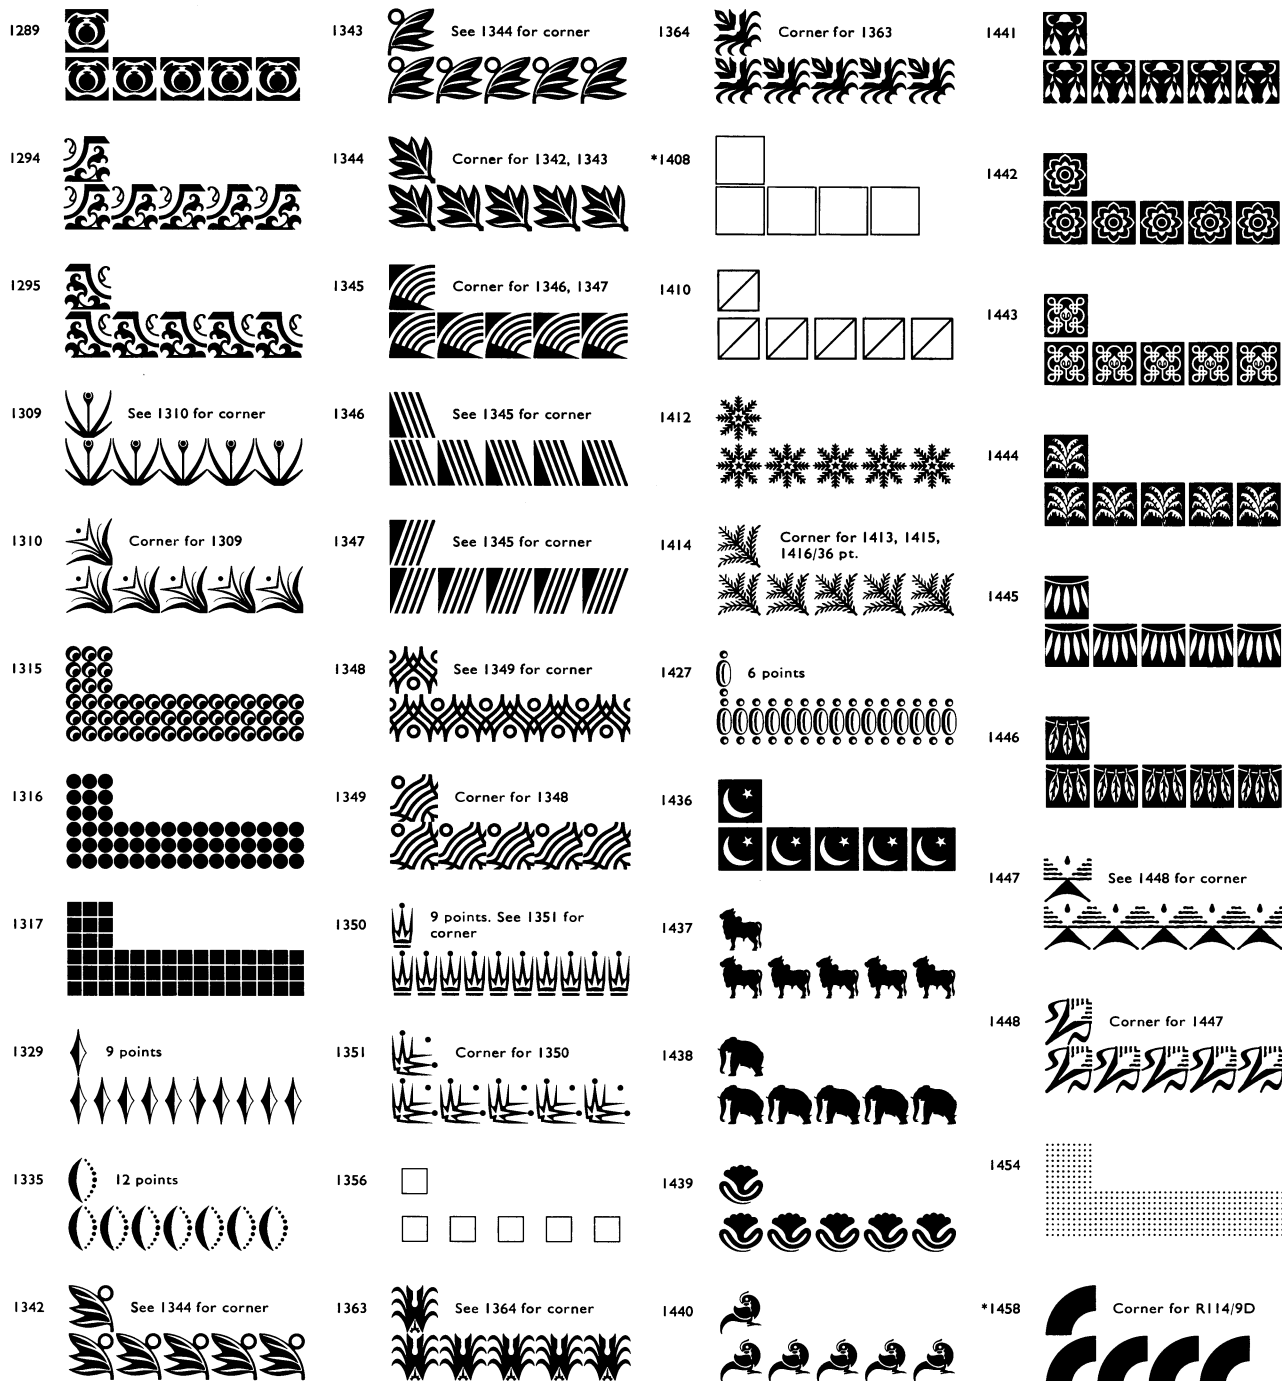 1289
1294
1295
1309 See 1310 for corner
1310 Corner for 1309
1315
1316
1317
1329 9 points
1335 12 points
1342 See 1344 for corner
1343 See 1344 for corner
1344 Corner for 1342, 1343
1345 Corner for 1346, 1347
1346 See 1345 for corner
1347 See 1345 for corner
1348 See 1349 for corner
1349 Corner for 1348
1350 9 points. See 1351 for
corner
1351 Corner for 1350
1356
1363 See 1364 for corner
1364 Corner for 1363
*1408
1410
1412
1414 Corner for 1413, 1415,
1416/36 pt.
1427 6 points
1436
1437
1438
1439
1440
1441
1442
1443
1444
1445
1446
1447 See 1448 for corner
1448 Corner for 1447
1454
*1458 Corner for R114/9D